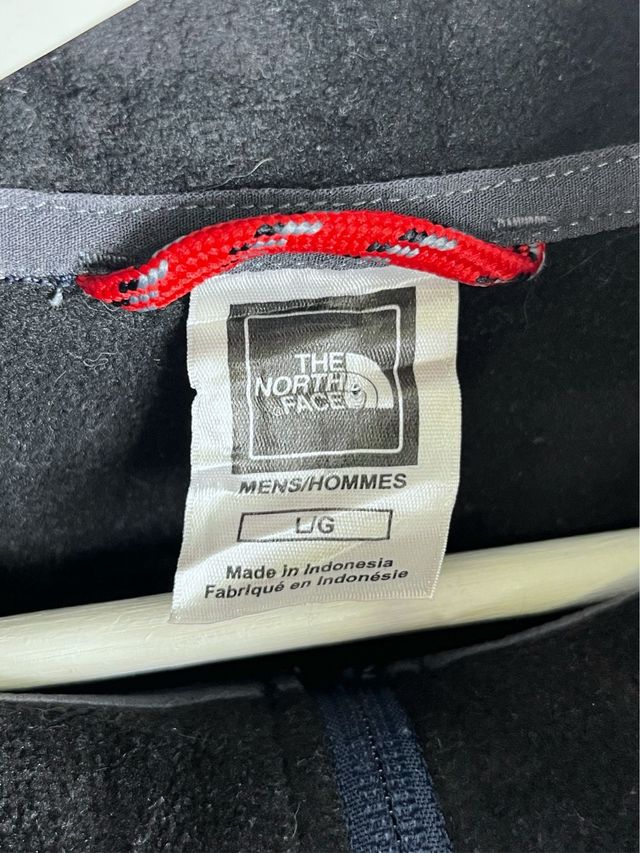 THE
NORTH
FACE
MENS/HOMMES
L/G
Made in Indonesia
Fabriqué en Indonésie